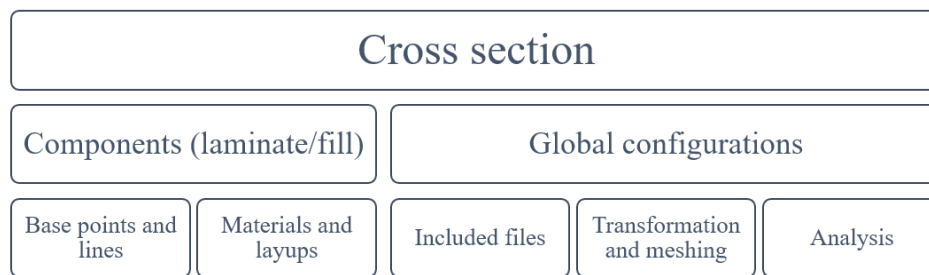 Cross section
Components (laminate/fill)
Global configurations
Base points and
lines
Materials and
layups
Included files
Transformation
and meshing
Analysis